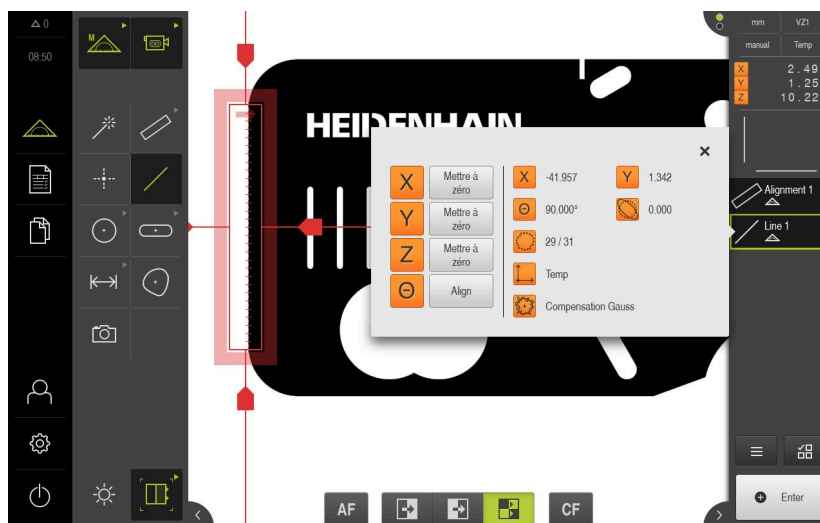 0
08:50
M
HEIDENHAIN
X
Mettre à
zéro
Y
Mettre à
zéro
Z
Mettre à
zéro
Θ
Align
X -41.957 Y 1.342
Θ 90.000° 0.000
29 / 31
Temp
Compensation Gauss
AF
CF
mm VZ1
manual Temp
X 2.49
Y 1.25
Z 10.22
Alignment 1
Line 1
Enter